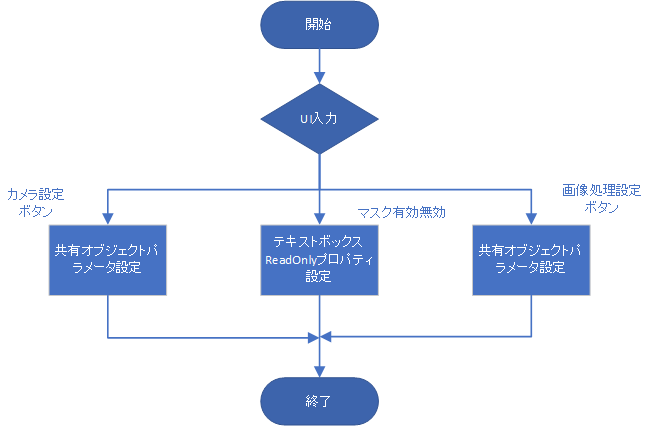 開始
UI入力
カメラ設定
ボタン
マスク有効無効
画像処理設定
ボタン
共有オブジェクトパ
ラメータ設定
テキストボックス
ReadOnlyプロパティ
設定
共有オブジェクトパ
ラメータ設定
終了